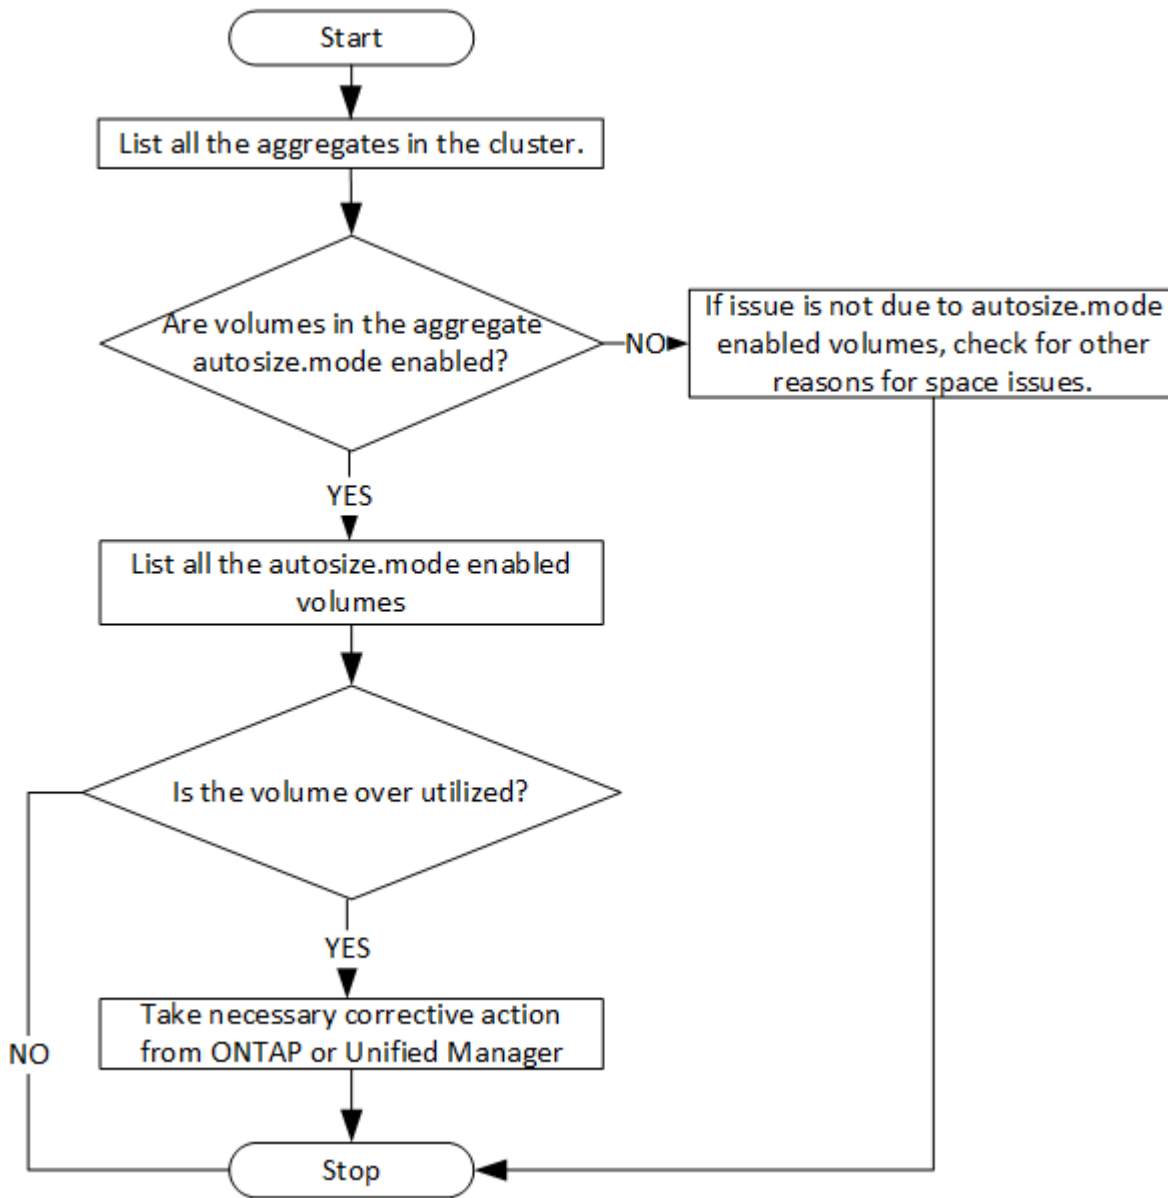 Start
List all the aggregates in the cluster.
Are volumes in the aggregate
autosize.mode enabled?
NO
If issue is not due to autosize.mode
enabled volumes, check for other
reasons for space issues.
YES
List all the autosize.mode enabled
volumes
Is the volume over utilized?
YES
Take necessary corrective action
from ONTAP or Unified Manager
NO
Stop